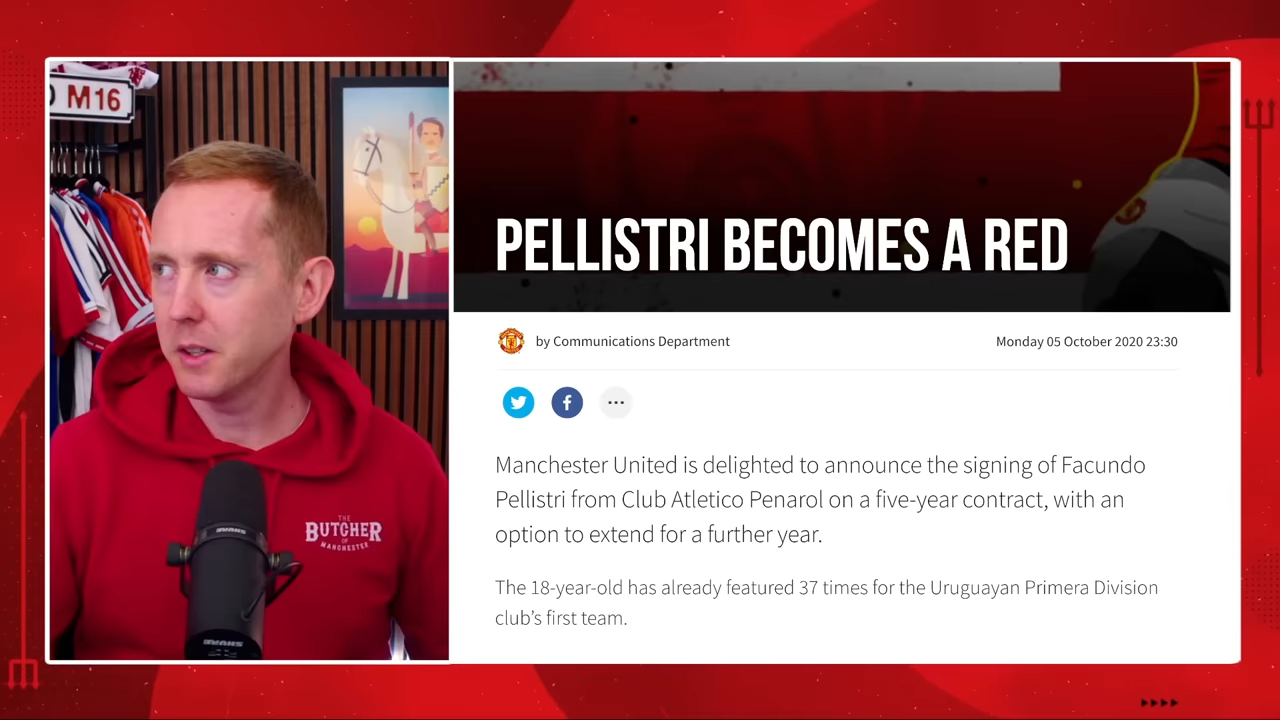 M16
PELLISTRI BECOMES A RED
by Communications Department
Monday 05 October 2020 23:30
Manchester United is delighted to announce the signing of Facundo
Pellistri from Club Atletico Penarol on a five-year contract, with an
option to extend for a further year.
The 18-year-old has already featured 37 times for the Uruguayan Primera Division
club’s first team.
THE
BUTCHER
OF
MANCHESTER
SHURE
SHURE